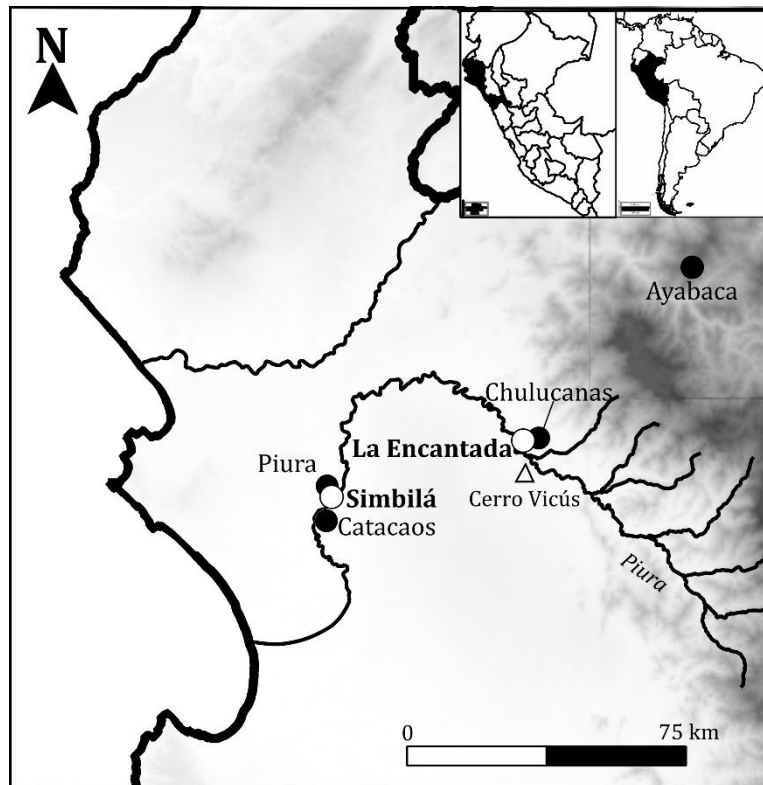 N
Ayabaca
Chulucanas
La Encantada
Piura
Simbilá
Cerro Vicús
Catacaos
Piura
0 75 km